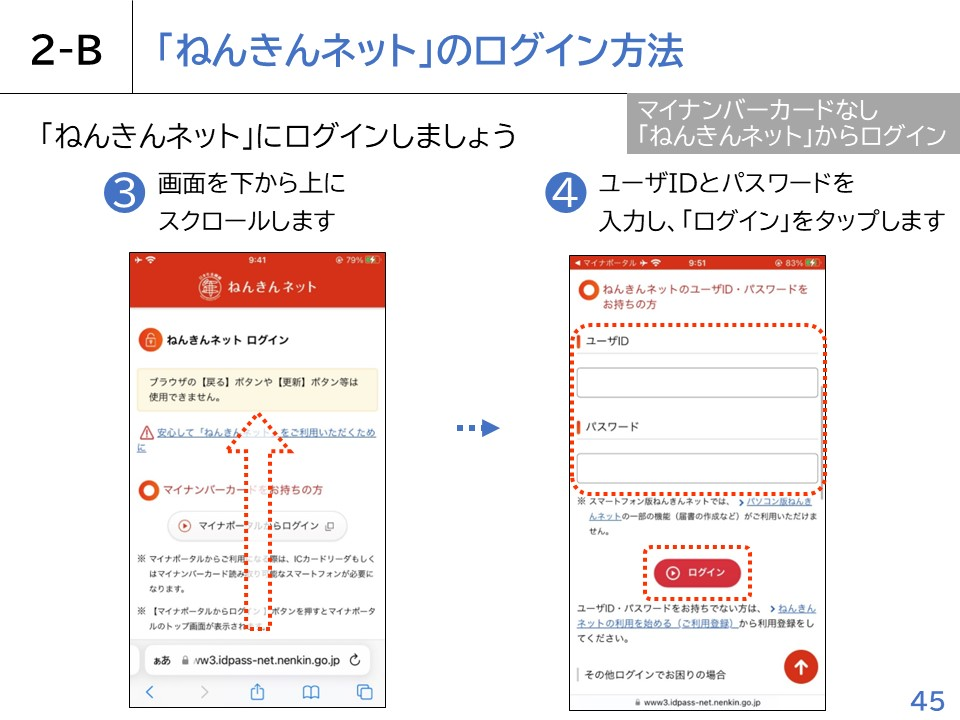 2-B
「ねんきんネット」のログイン方法
マイナンバーカードなし
「ねんきんネット」からログイン
「ねんきんネット」にログインしましょう
3
画面を下から上に
スクロールします
9:41
79%
ねんきんネット
ねんきんネット ログイン
ブラウザの【戻る】ボタンや【更新】ボタン等は
使用できません。
安心して「ねんきんネット」をご利用いただくため
に
マイナンバーカードをお持ちの方
マイナポータルからログイン
※ マイナポータルからご利用になる際は、ICカードリーダもしく
はマイナンバーカード読み取り可能なスマートフォンが必要に
なります。
※ 【マイナポータルからログイン】ボタンを押すとマイナポータ
ルのトップ画面が表示されます。
ぁあ
ww3.idpass-net.nenkin.go.jp
4
ユーザIDとパスワードを
入力し、「ログイン」をタップします
マイナポータル
9:51
83%
ねんきんネットのユーザID・パスワードを
お持ちの方
ユーザID
パスワード
※ スマートフォン版ねんきんネットでは、 パソコン版ねんき
んネットの一部の機能（届書の作成など）がご利用いただけま
せん。
ログイン
ユーザID・パスワードをお持ちでない方は、 ねんきん
ネットの利用を始める（ご利用登録）から利用登録をし
てください。
その他ログインでお困りの場合
www3.idpass-net.nenkin.go.jp
45